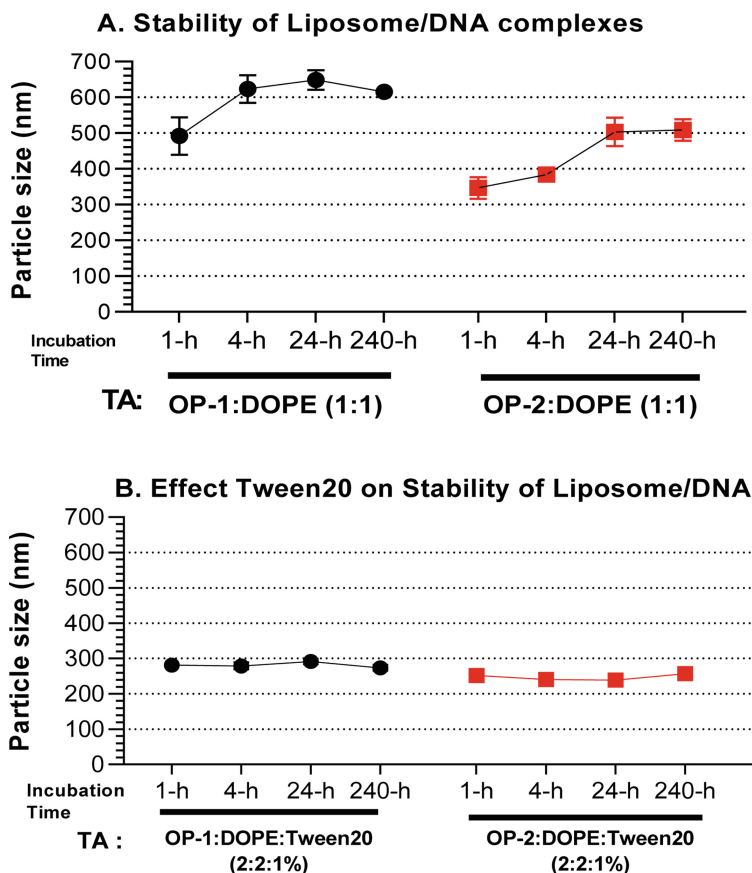 A. Stability of Liposome/DNA complexes
Particle size (nm)
700
600
500
400
300
200
100
0
Incubation Time
1-h 4-h 24-h 240-h 1-h 4-h 24-h 240-h
TA: OP-1:DOPE (1:1) OP-2:DOPE (1:1)
B. Effect Tween20 on Stability of Liposome/DNA
Particle size (nm)
700
600
500
400
300
200
100
0
Incubation Time
1-h 4-h 24-h 240-h 1-h 4-h 24-h 240-h
TA : OP-1:DOPE:Tween20 OP-2:DOPE:Tween20
(2:2:1%) (2:2:1%)